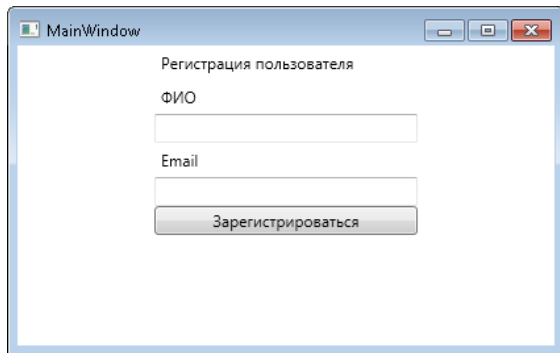 MainWindow
Регистрация пользователя
ФИО
Email
Зарегистрироваться